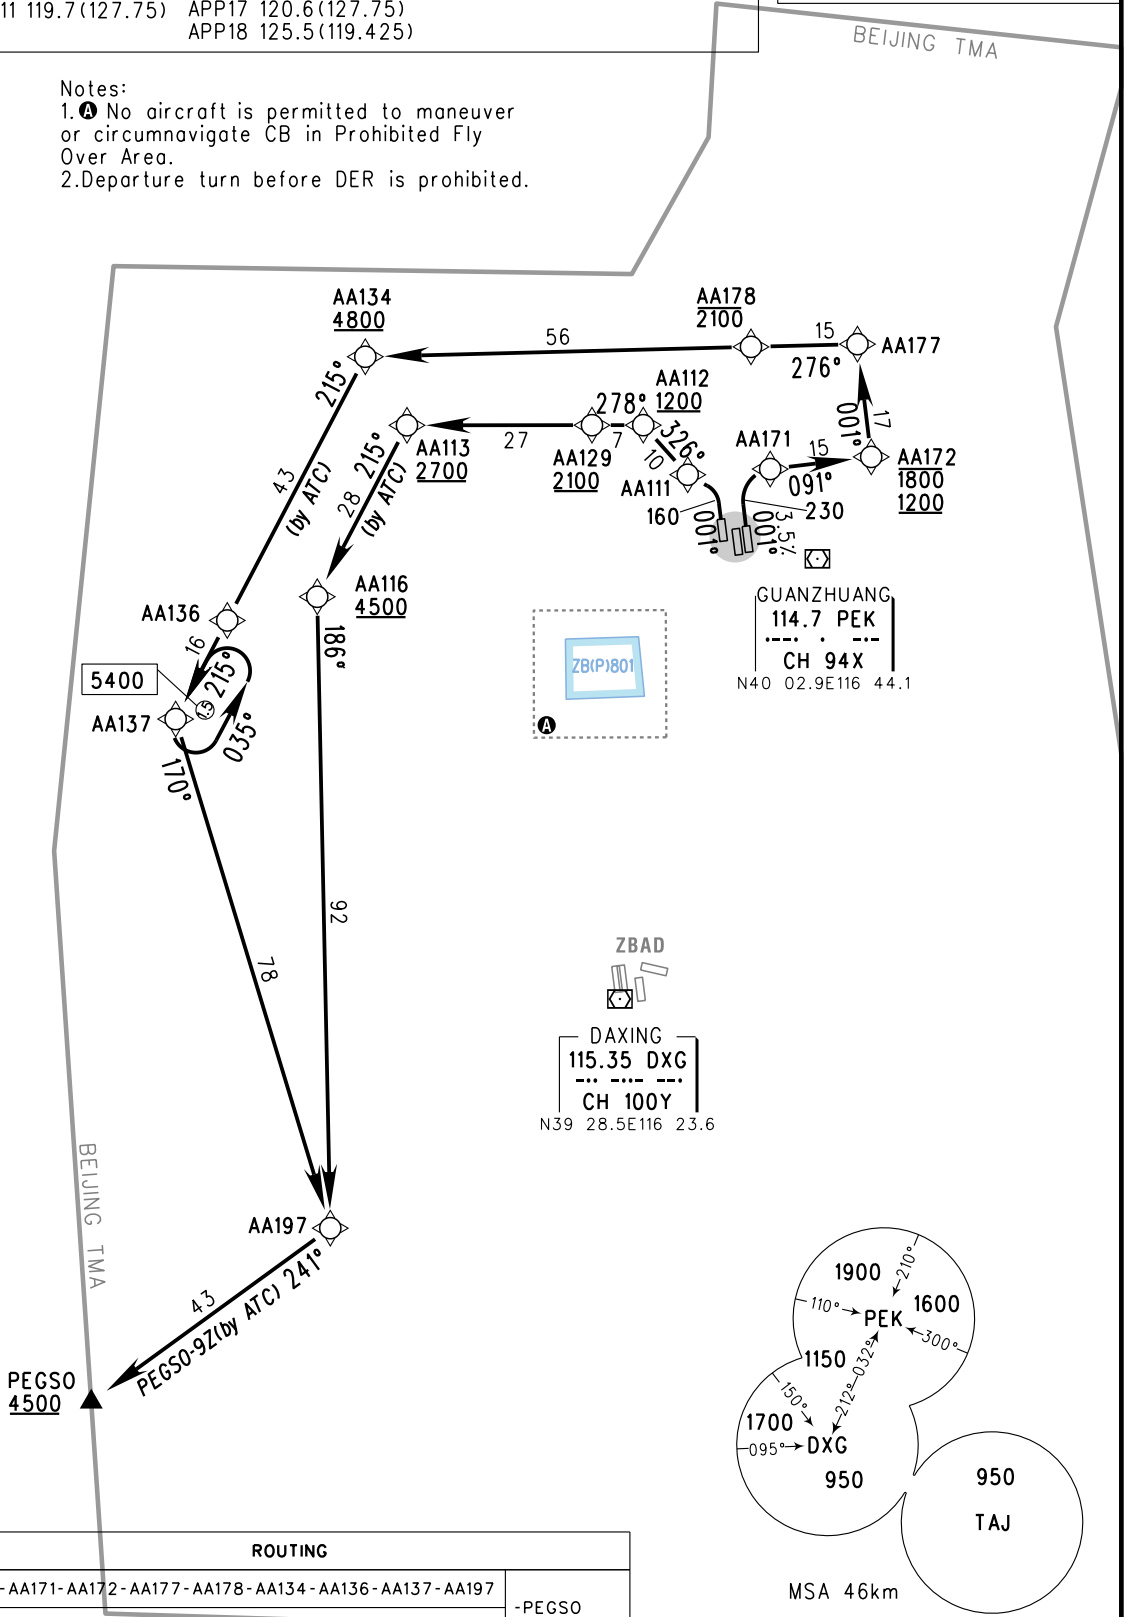 11 119.7(127.75) APP17 120.6(127.75)
APP18 125.5(119.425)
BEIJING TMA
Notes:
1. A No aircraft is permitted to maneuver
or circumnavigate CB in Prohibited Fly
Over Area.
2.Departure turn before DER is prohibited.
AA134
4800
AA178
2100
56
15
AA177
276°
215°
AA112
1200
278°
001°
17
AA113
2700
27
7
AA129
2100
326°
10
AA111
AA171
15
091°
AA172
1800
1200
43
(by ATC)
215°
28
(by ATC)
160
230
001°
001°
3.5%
AA116
4500
GUANZHUANG
114.7 PEK
·--· · -·-
CH 94X
N40 02.9E116 44.1
AA136
186°
16
215°
ZB(P)801
5400
1.5
AA137
035°
A
170°
92
78
ZBAD
DAXING
115.35 DXG
-·· -··- --·
CH 100Y
N39 28.5E116 23.6
BEIJING TMA
AA197
241°
43
PEGSO-9Z(by ATC)
PEGSO
4500
1900
210°
110°
PEK
1600
300°
1150
032°
150°
212°
1700
095°
DXG
950
950
TAJ
MSA 46km
ROUTING
-AA171-AA172-AA177-AA178-AA134-AA136-AA137-AA197
-PEGSO